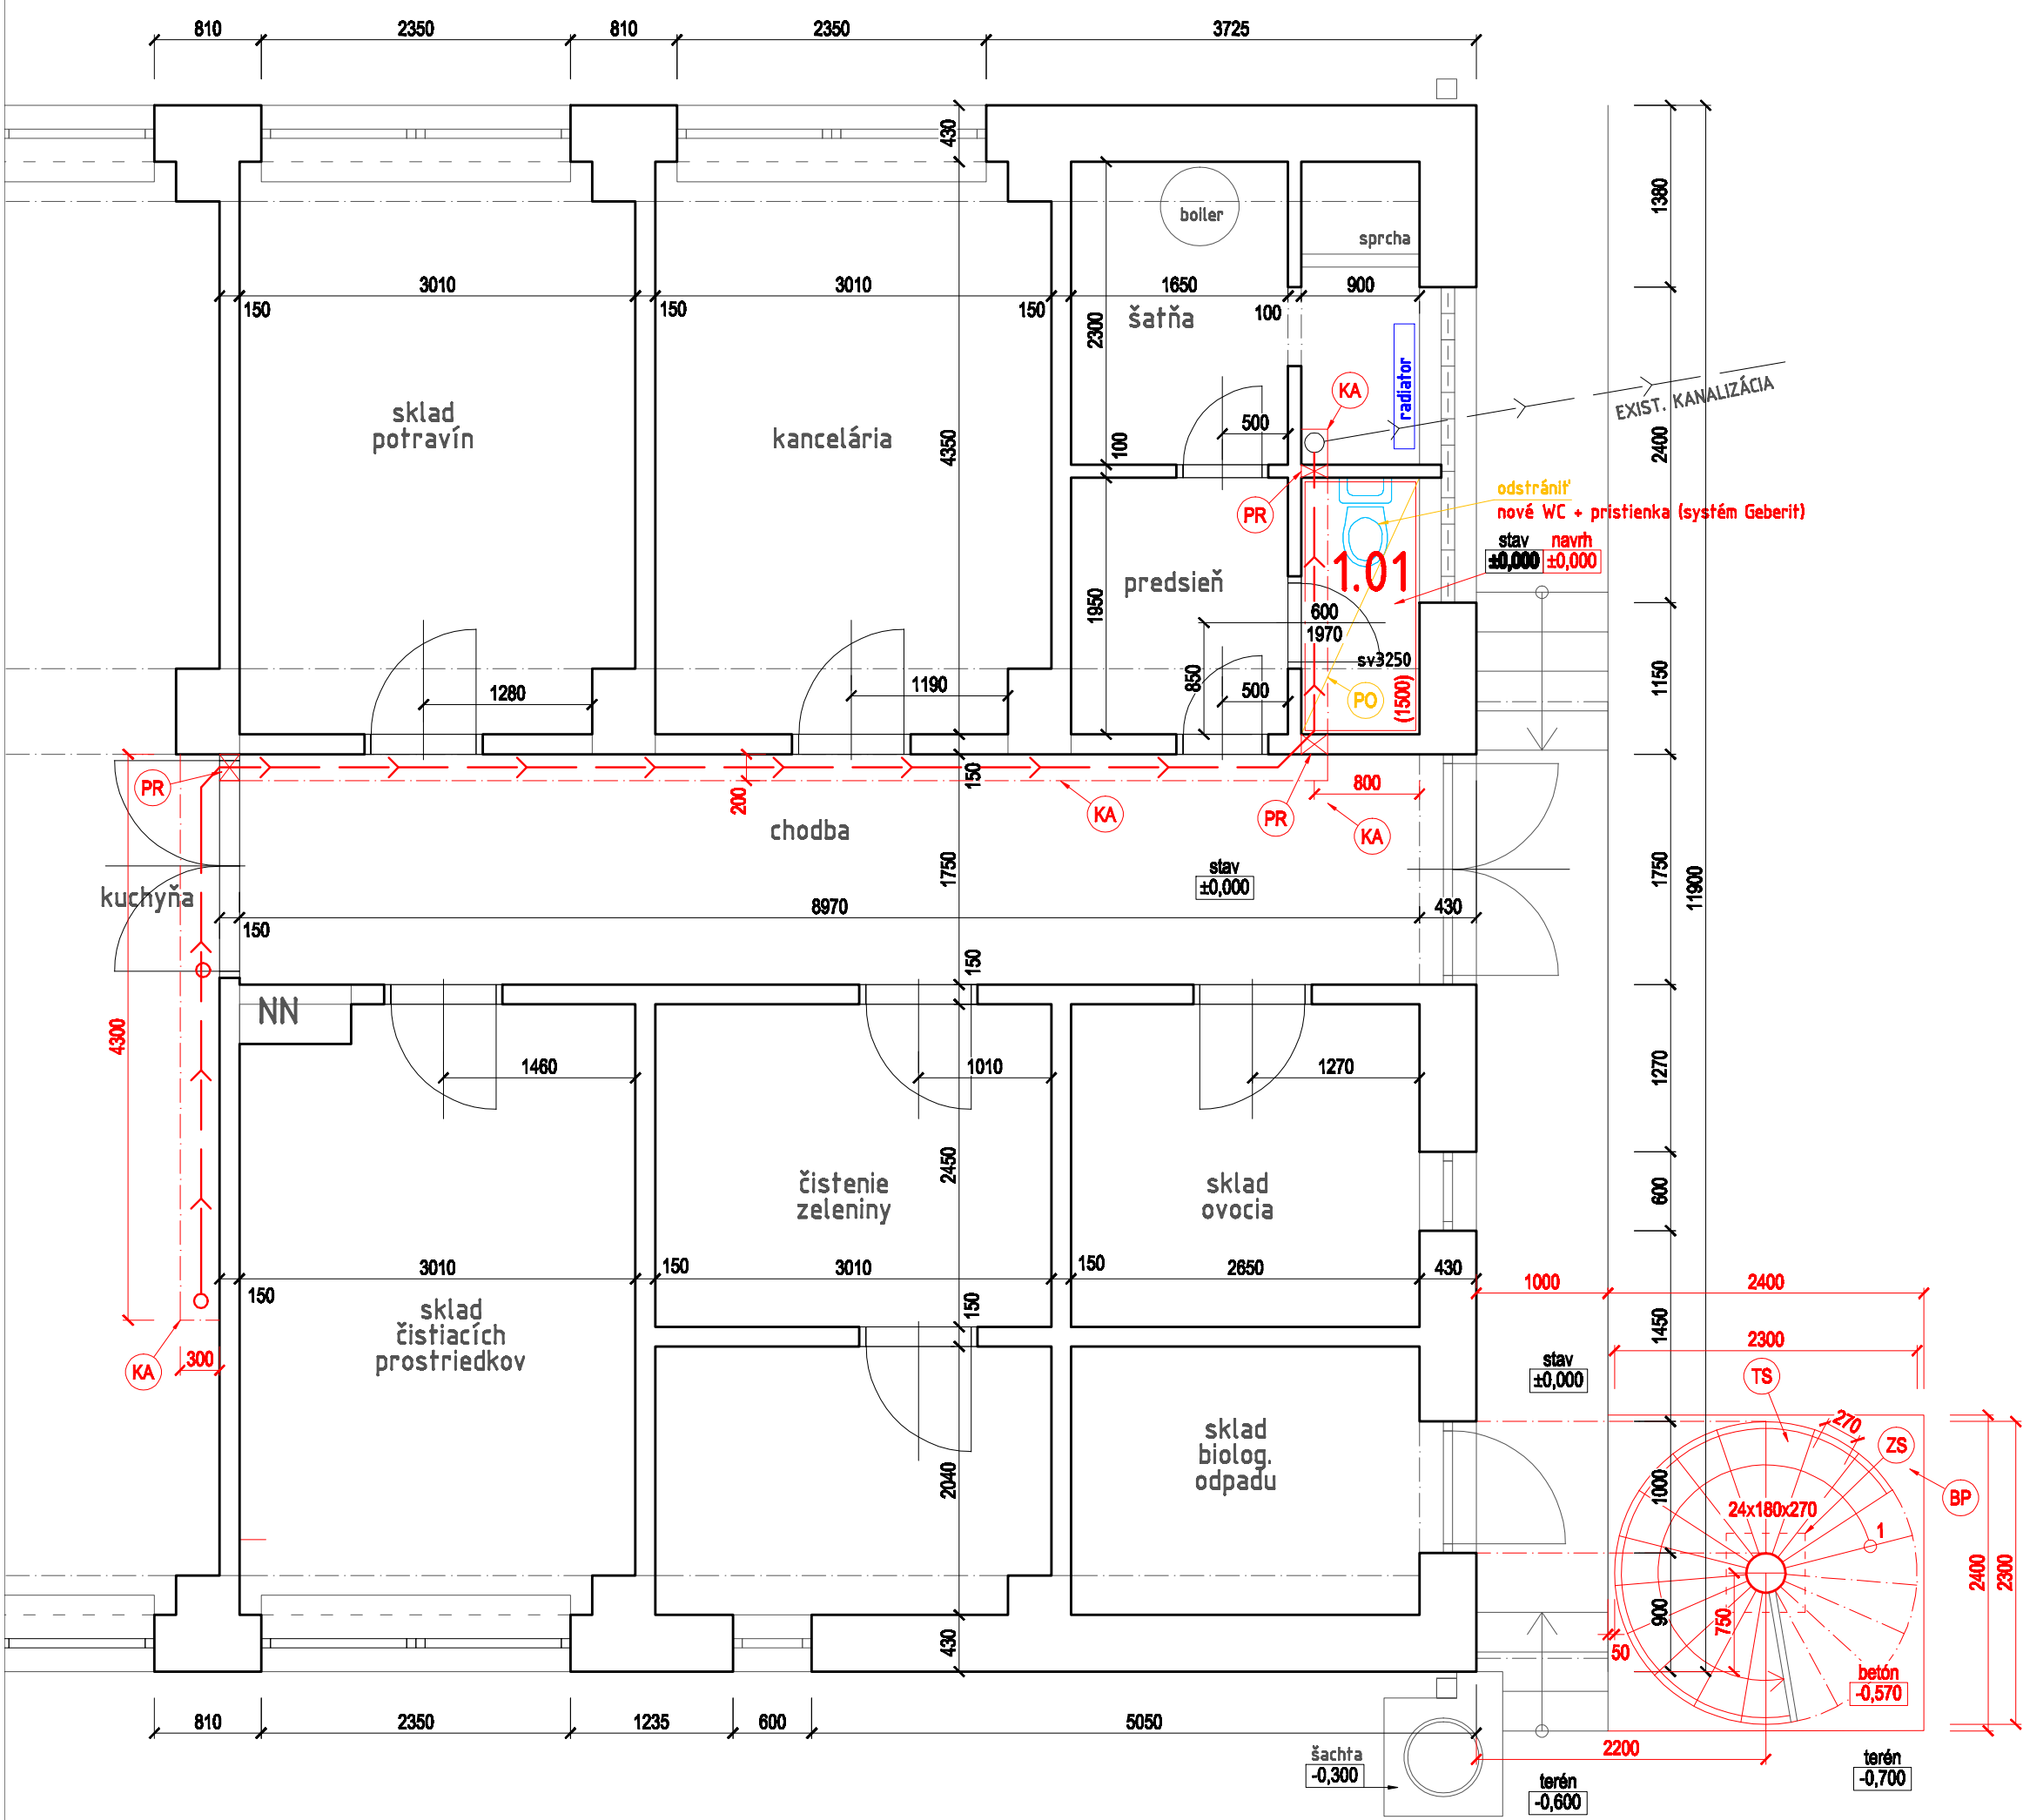 810
2350
810
2350
3725
430
1380
boiler
sprcha
3010
3010
1650
900
150
150
150
100
šatňa
2300
radiator
EXIST. KANALIZÁCIA
KA
sklad
potravín
kancelária
4350
100
500
2400
odstrániť
nové WC + pristienka (systém Geberit)
PR
stav
navrh
±0,000
±0,000
1.01
predsieň
1950
600
1970
sv3250
850
500
PO
(1500)
1280
1190
1150
PR
200
150
KA
PR
800
KA
chodba
1750
stav
±0,000
1750
11900
kuchyňa
8970
430
150
150
NN
4300
1460
1010
1270
1270
2450
čistenie
zeleniny
sklad
ovocia
600
3010
150
3010
150
2650
430
150
150
1000
2400
sklad
čistiacích
prostriedkov
1450
2300
KA
300
stav
±0,000
TS
270
ZS
BP
sklad
biolog.
odpadu
2040
1000
24x180x270
1
2400
2300
900
750
50
430
betón
-0,570
810
2350
1235
600
5050
2200
šachta
-0,300
terén
-0,600
terén
-0,700